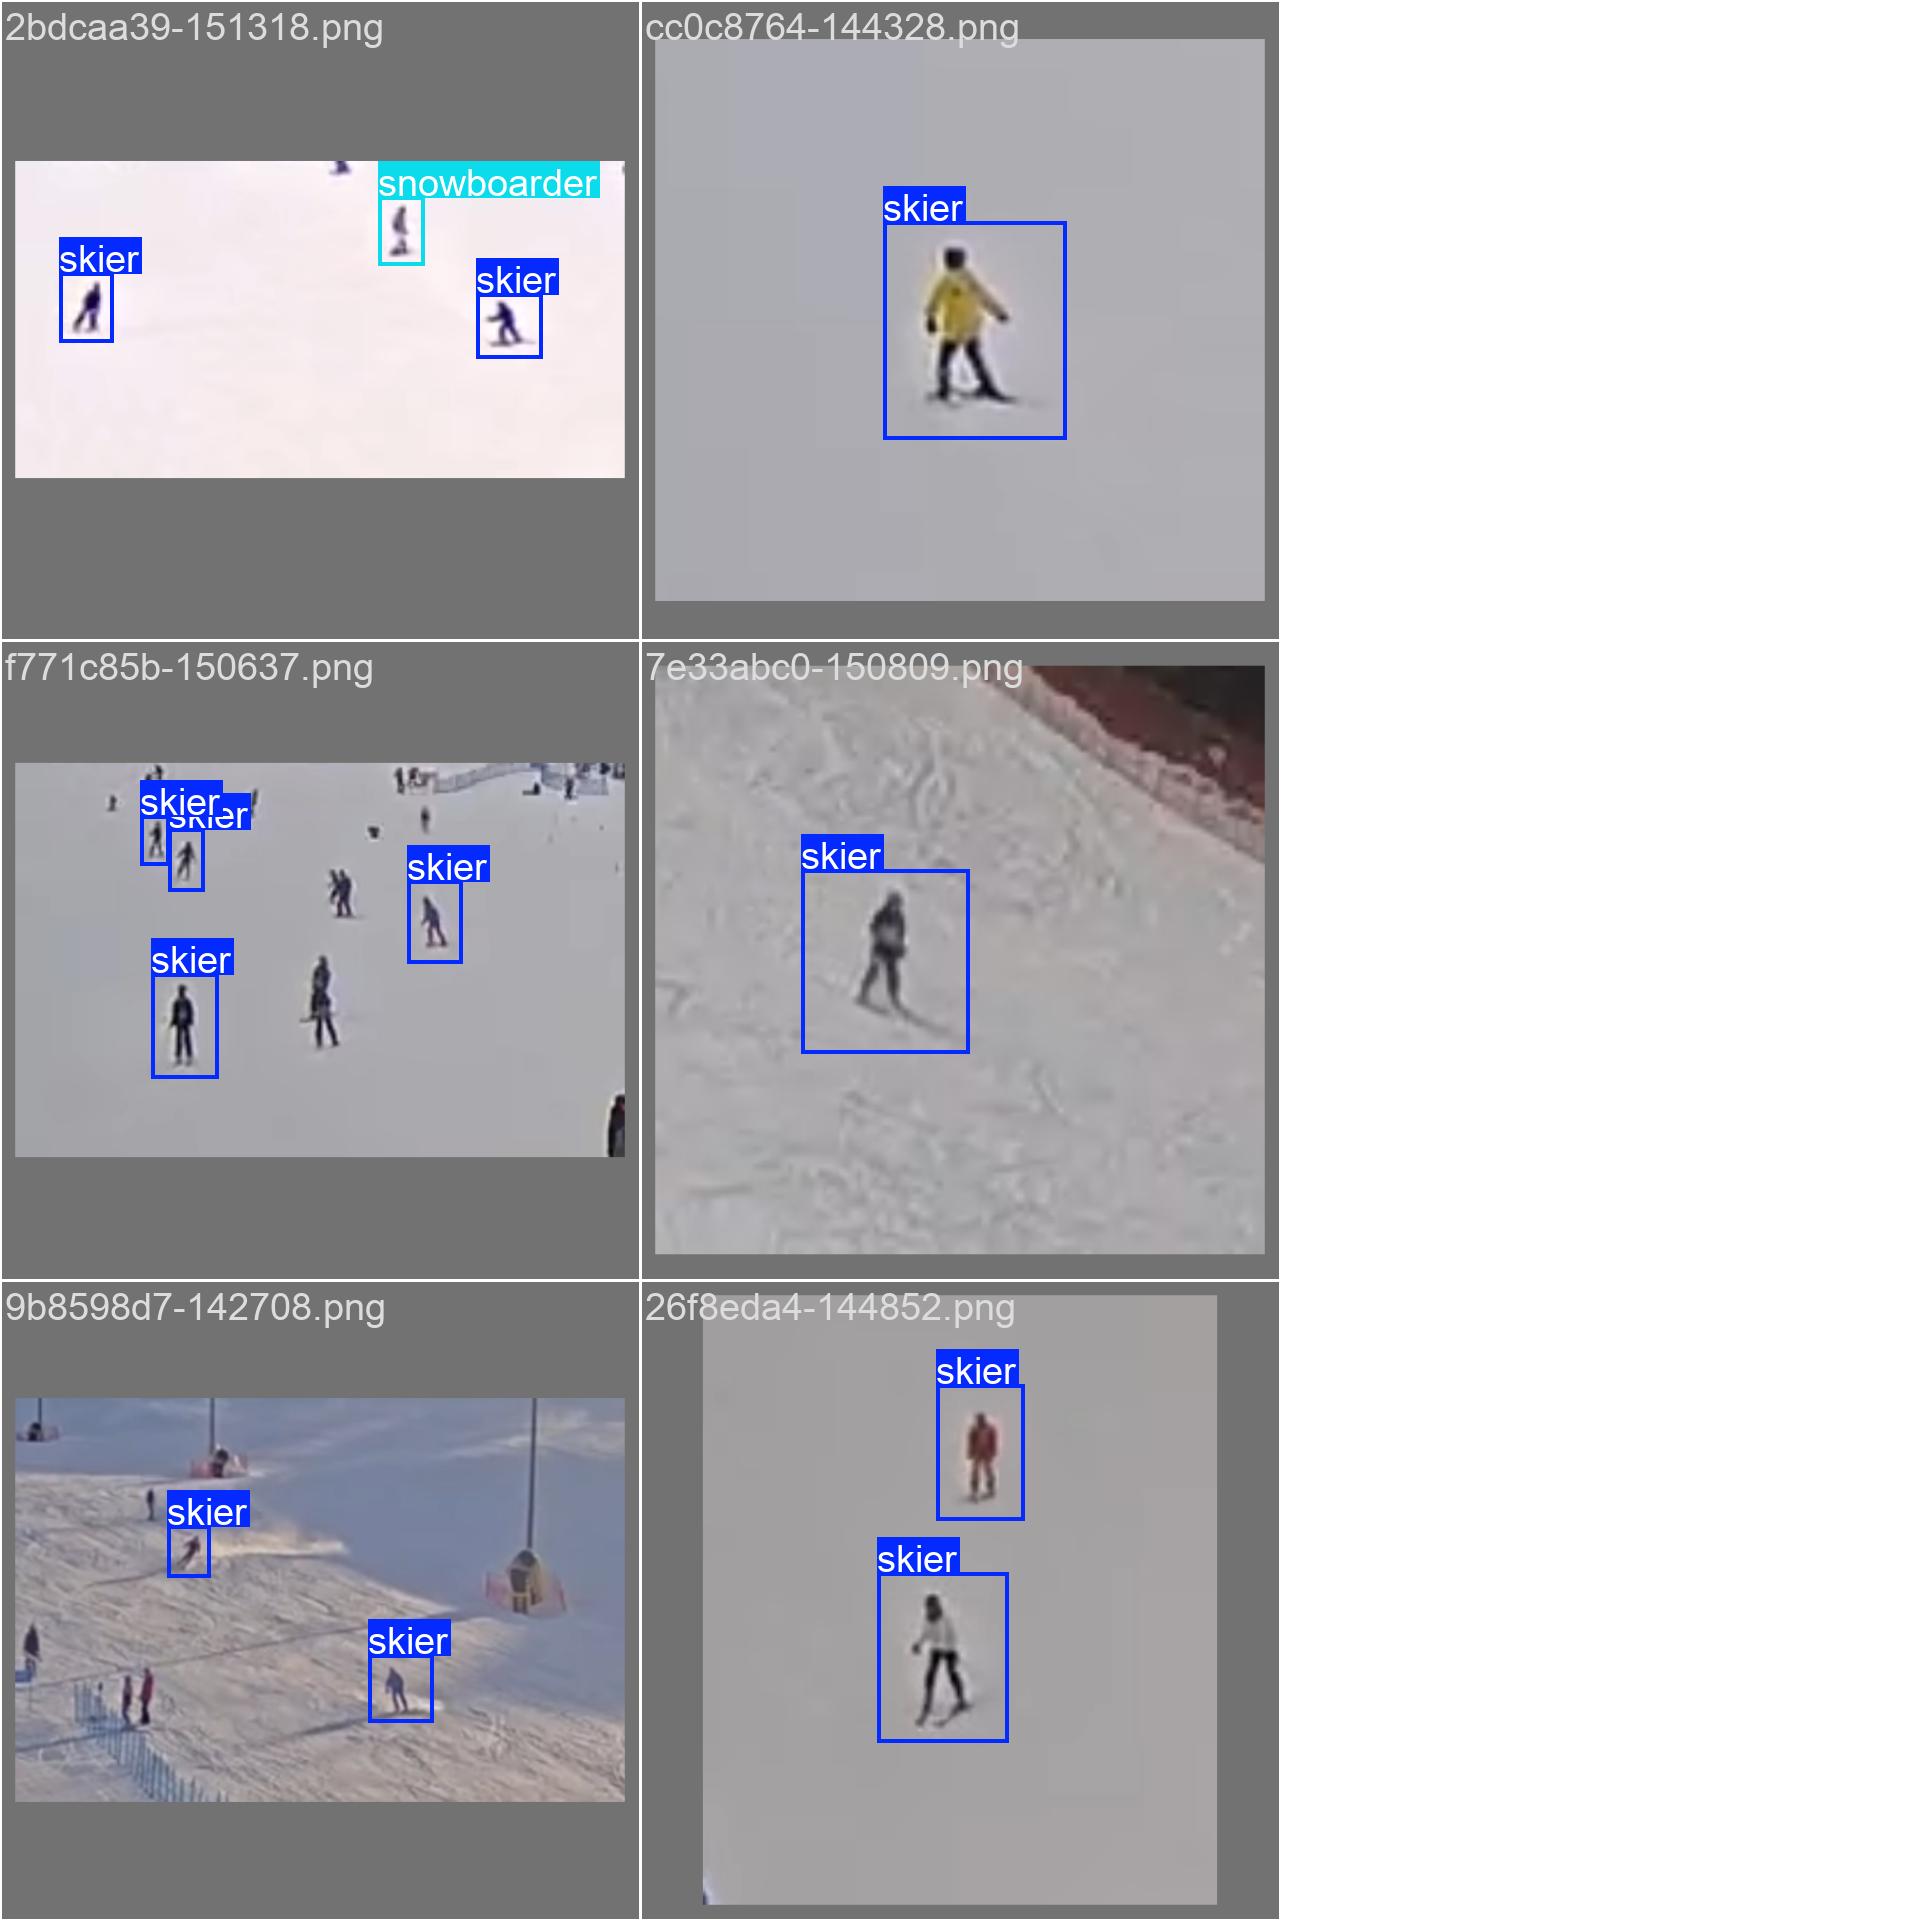 2bdcaa39-151318.png
snowboarder
skier
skier
cc0c8764-144328.png
skier
f771c85b-150637.png
skier
skier
skier
skier
7e33abc0-150809.png
skier
9b8598d7-142708.png
skier
skier
26f8eda4-144852.png
skier
skier